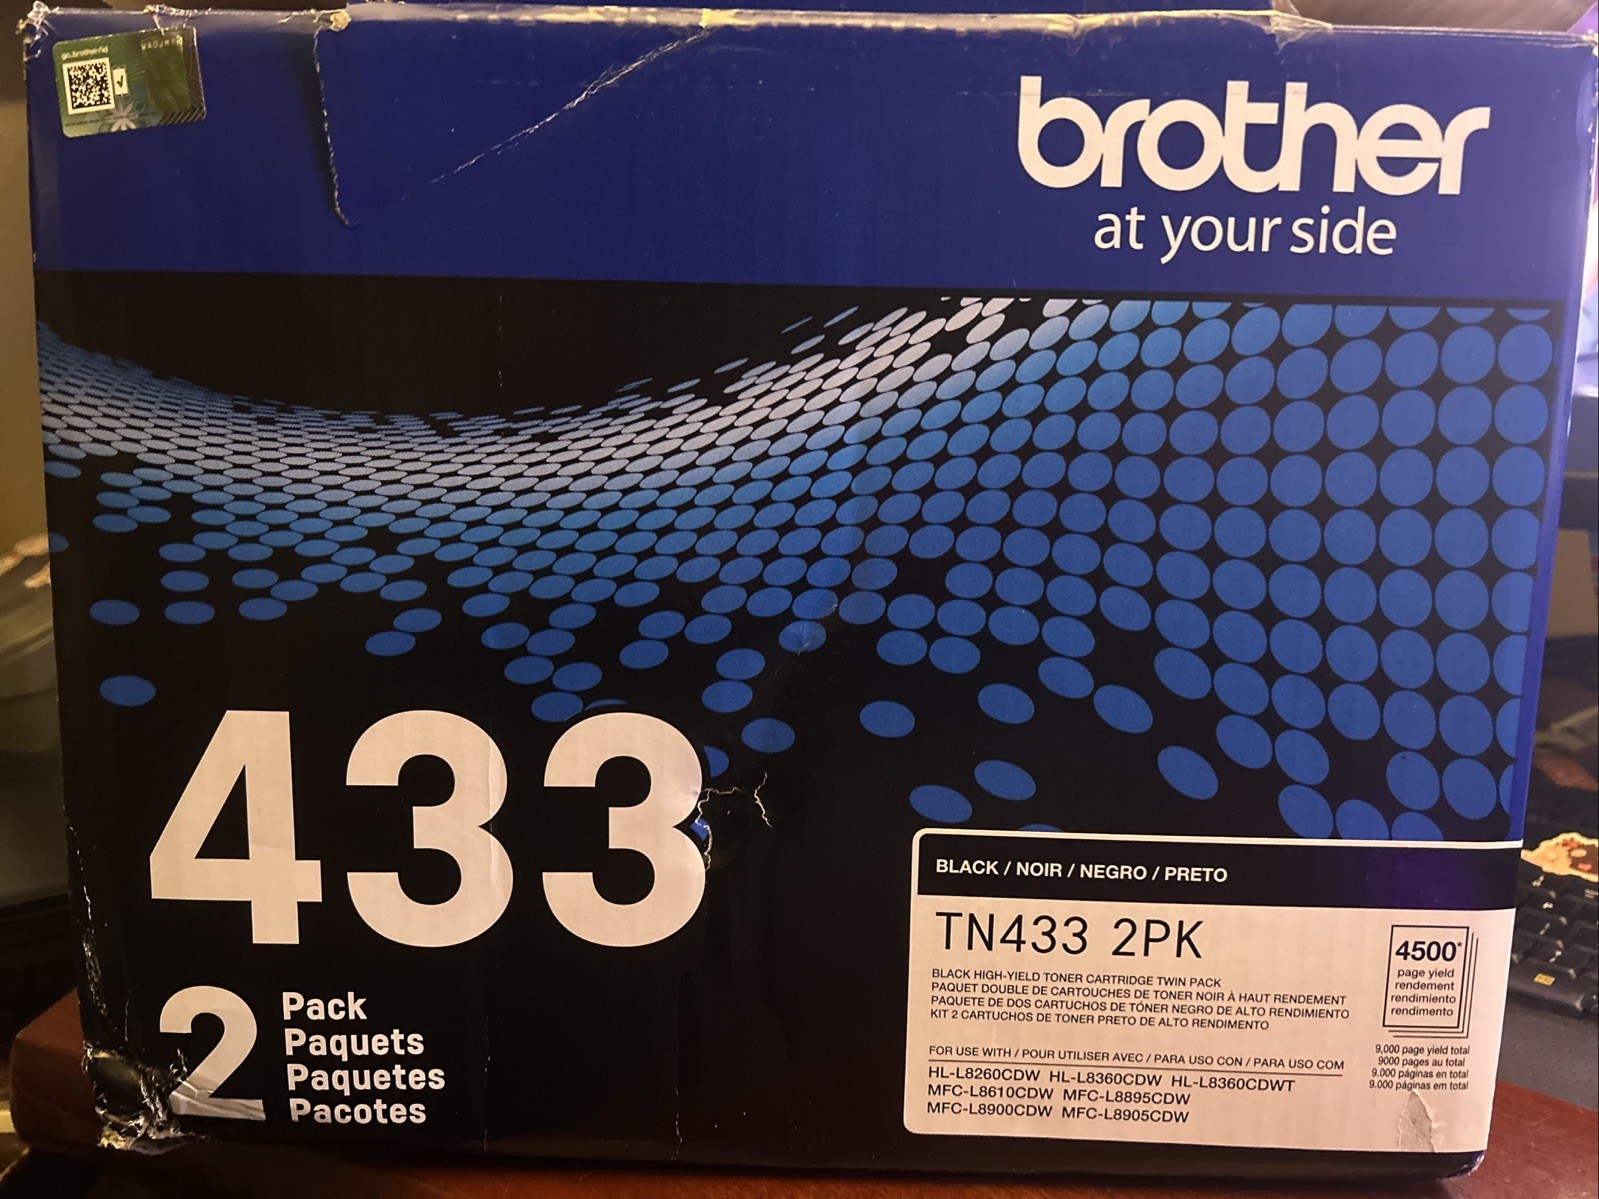 brother
at your side
433
2
Pack
Paquets
Paquetes
Pacotes
BLACK / NOIR / NEGRO / PRETO
TN433 2PK
BLACK HIGH-YIELD TONER CARTRIDGE TWIN PACK
PAQUET DOUBLE DE CARTOUCHES DE TONER NOIR À HAUT RENDEMENT
PAQUETE DE DOS CARTUCHOS DE TÓNER NEGRO DE ALTO RENDIMIENTO
KIT 2 CARTUCHOS DE TONER PRETO DE ALTO RENDIMENTO
FOR USE WITH / POUR UTILISER AVEC / PARA USO CON / PARA USO COM
HL-L8260CDW HL-L8360CDW HL-L8360CDWT
MFC-L8610CDW MFC-L8895CDW
MFC-L8900CDW MFC-L8905CDW
4500*
page yield
rendement
rendimiento
rendimento
9,000 page yield total
9000 pages au total
9.000 páginas en total
9.000 páginas em total